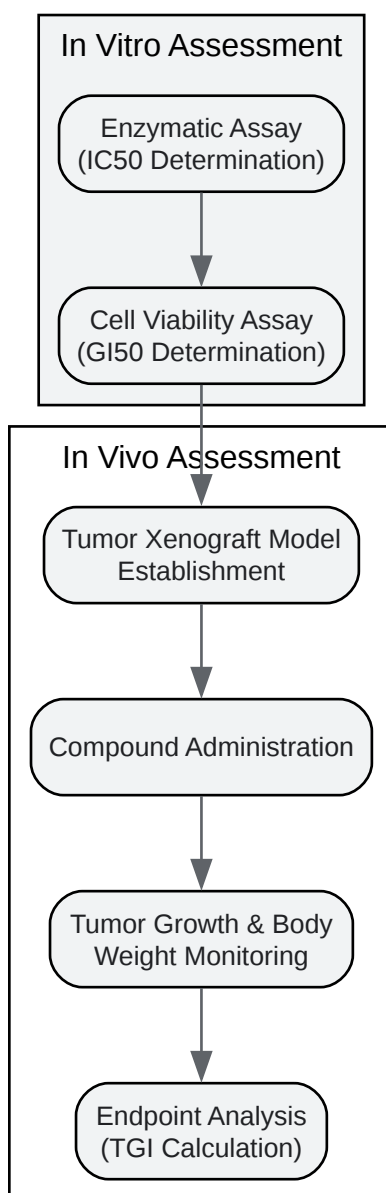 In Vitro Assessment
Enzymatic Assay
(IC50 Determination)
Cell Viability Assay
(GI50 Determination)
In Vivo Assessment
Tumor Xenograft Model
Establishment
Compound Administration
Tumor Growth & Body
Weight Monitoring
Endpoint Analysis
(TGI Calculation)